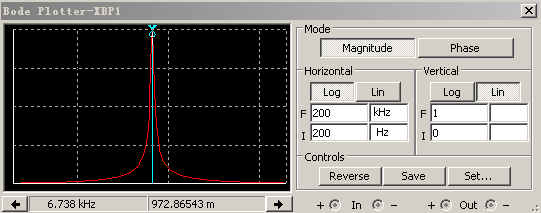 Bode Plotter-XBP1
Mode
Magnitude Phase
Horizontal Vertical
Log Lin Log Lin
F 200 kHz F 1
I 200 Hz I 0
Controls
Reverse Save Set...
6.738 kHz 972.86543 m + In - + Out -